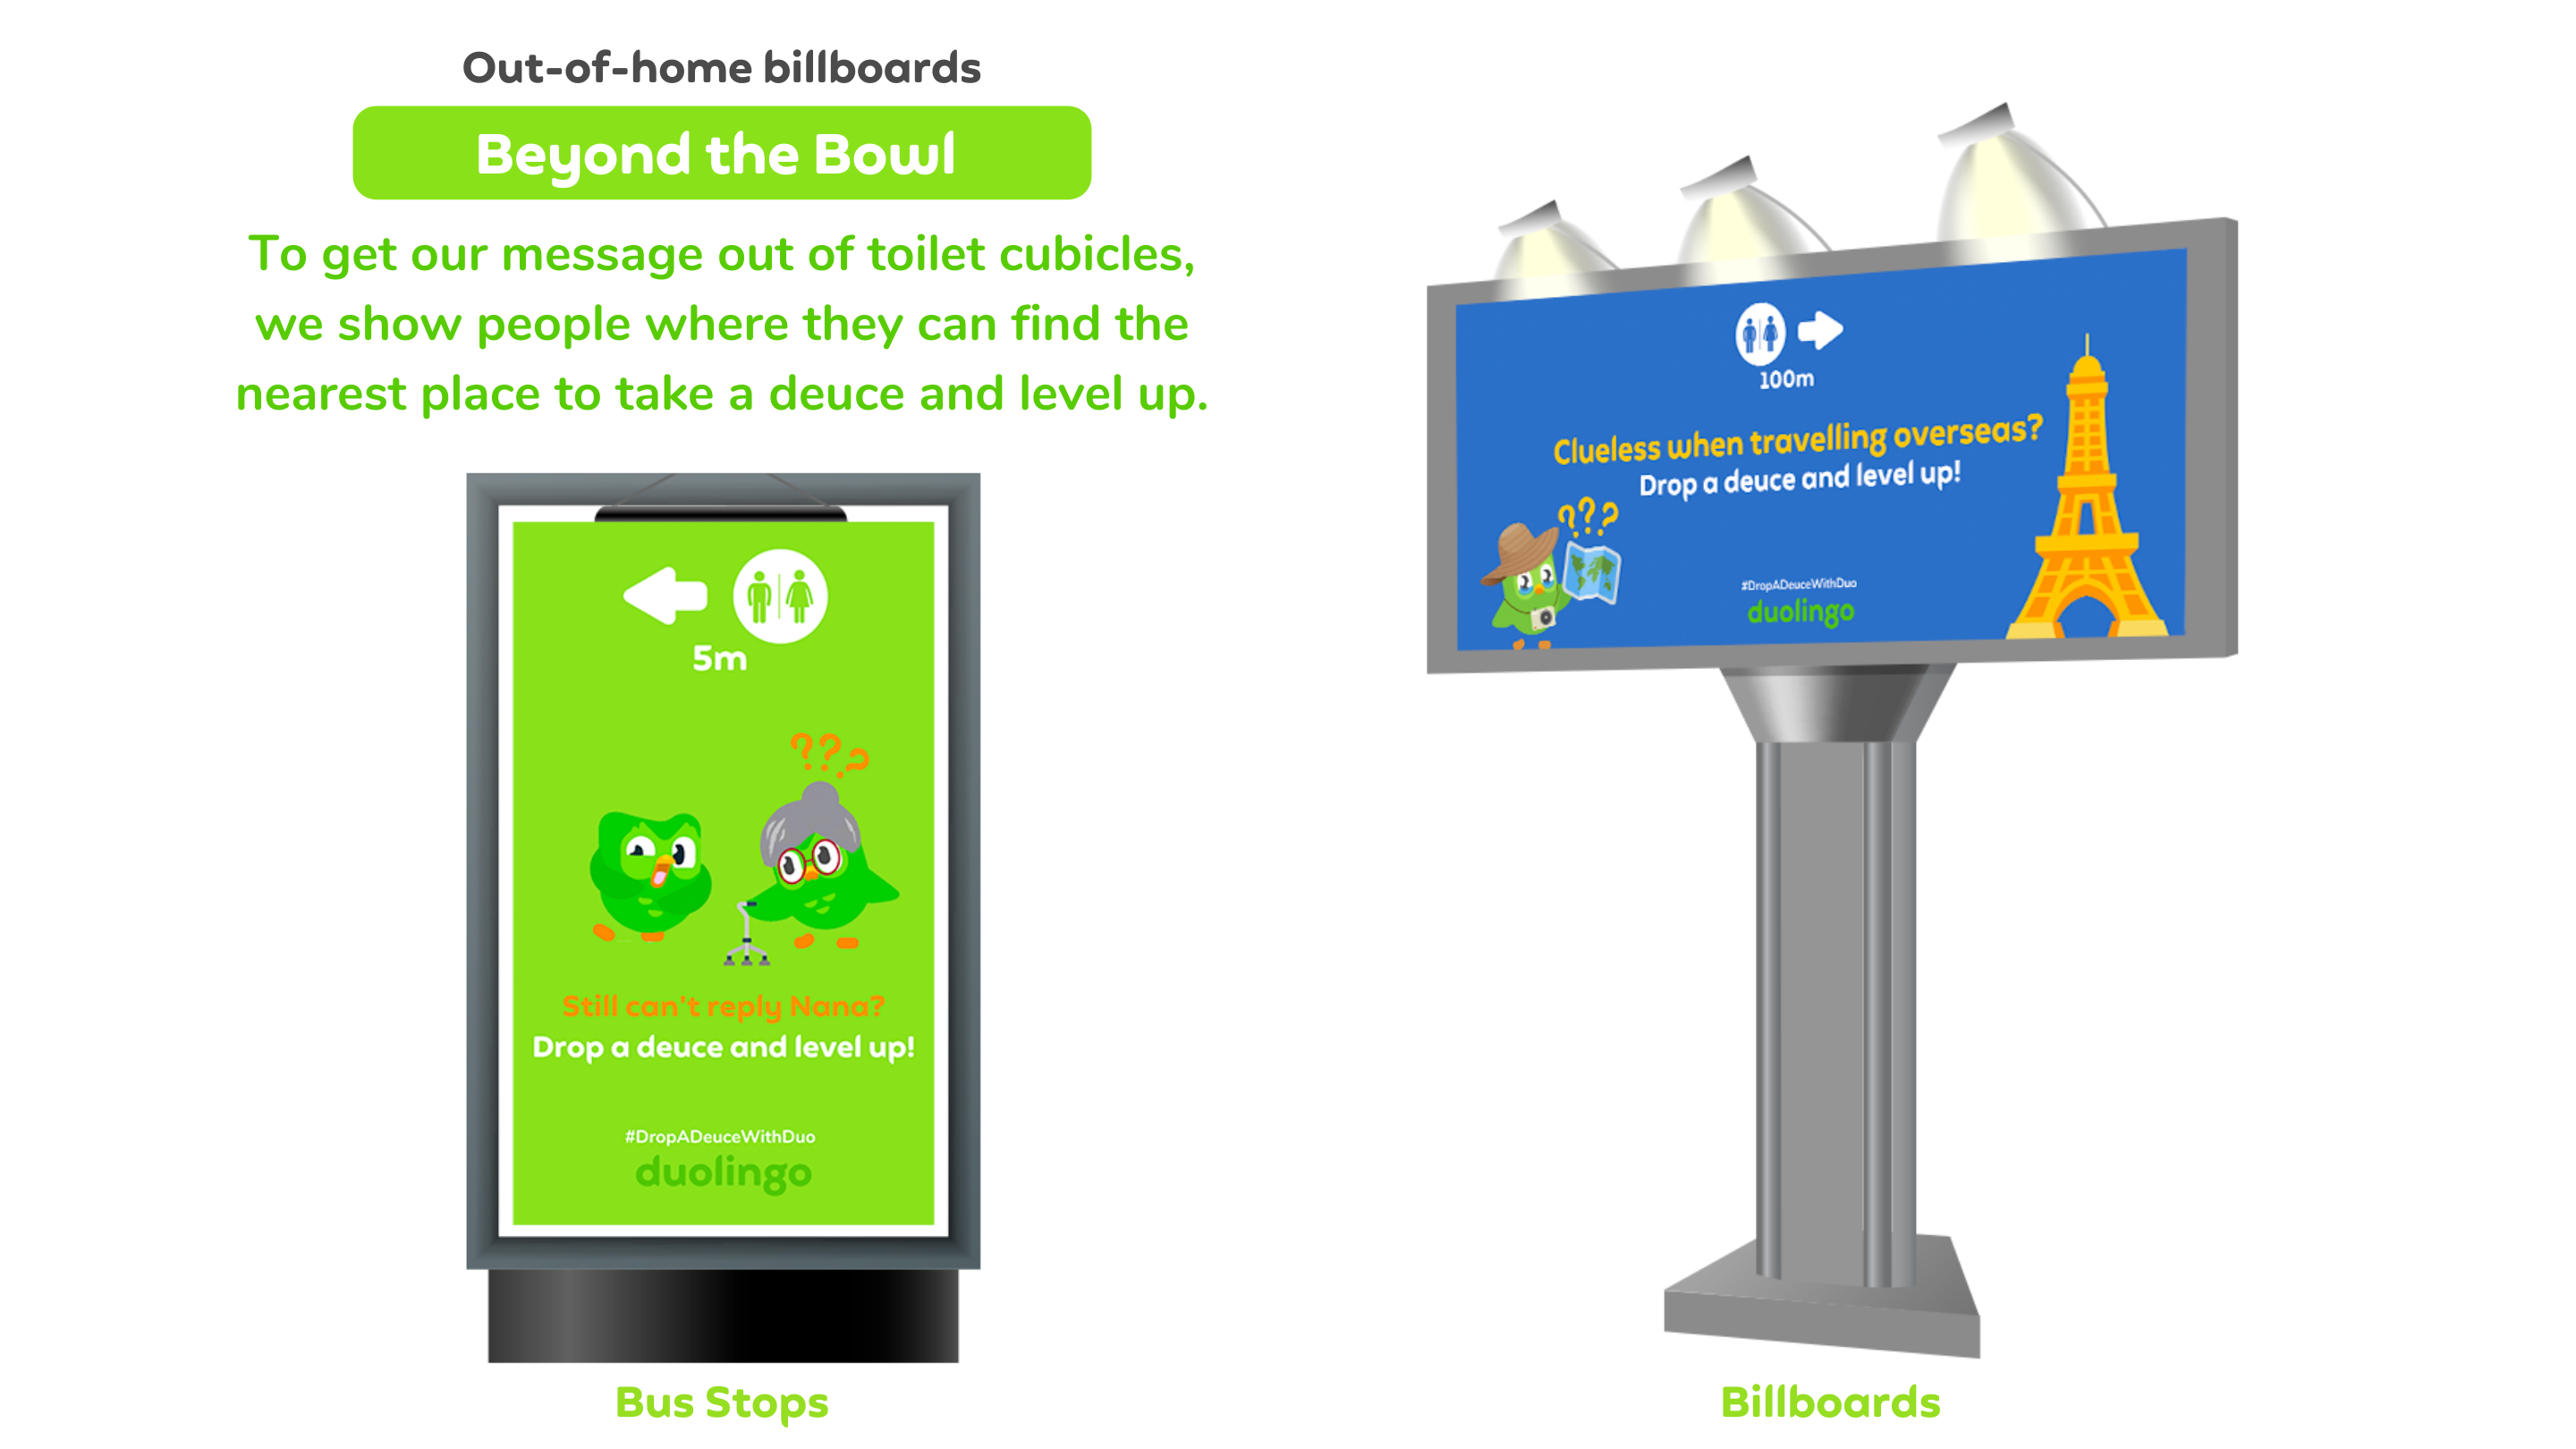 Out-of-home billboards
Beyond the Bowl
To get our message out of toilet cubicles,
we show people where they can find the
nearest place to take a deuce and level up.
5m
???
Still can't reply Nana?
Drop a deuce and level up!
#DropADeuceWithDuo
duolingo
Bus Stops
100m
Clueless when travelling overseas?
Drop a deuce and level up!
???
#DropADeuceWithDuo
duolingo
Billboards